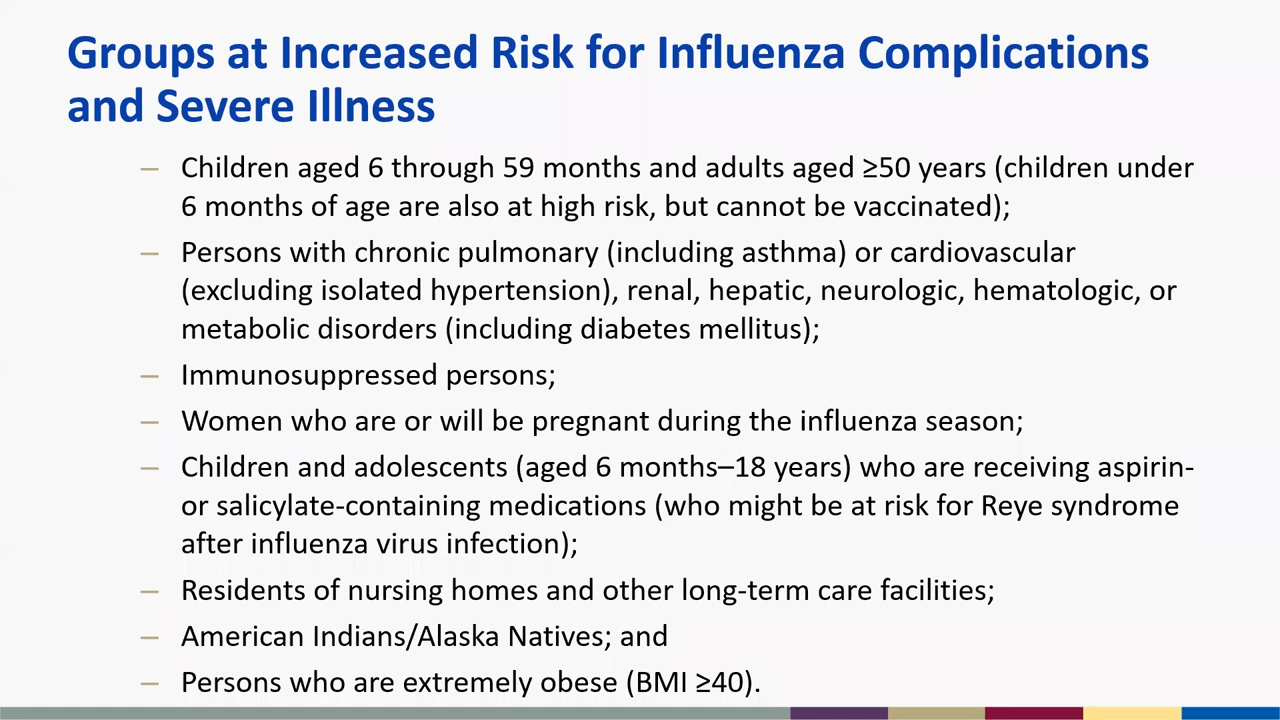 Groups at Increased Risk for Influenza Complications
and Severe Illness
– Children aged 6 through 59 months and adults aged ≥50 years (children under
6 months of age are also at high risk, but cannot be vaccinated);
– Persons with chronic pulmonary (including asthma) or cardiovascular
(excluding isolated hypertension), renal, hepatic, neurologic, hematologic, or
metabolic disorders (including diabetes mellitus);
– Immunosuppressed persons;
– Women who are or will be pregnant during the influenza season;
– Children and adolescents (aged 6 months–18 years) who are receiving aspirin-
or salicylate-containing medications (who might be at risk for Reye syndrome
after influenza virus infection);
– Residents of nursing homes and other long-term care facilities;
– American Indians/Alaska Natives; and
– Persons who are extremely obese (BMI ≥40).